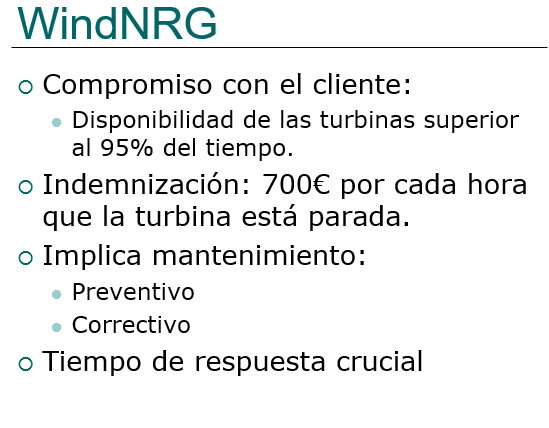 WindNRG
Compromiso con el cliente:
Disponibilidad de las turbinas superior
al 95% del tiempo.
Indemnización: 700€ por cada hora
que la turbina está parada.
Implica mantenimiento:
Preventivo
Correctivo
Tiempo de respuesta crucial